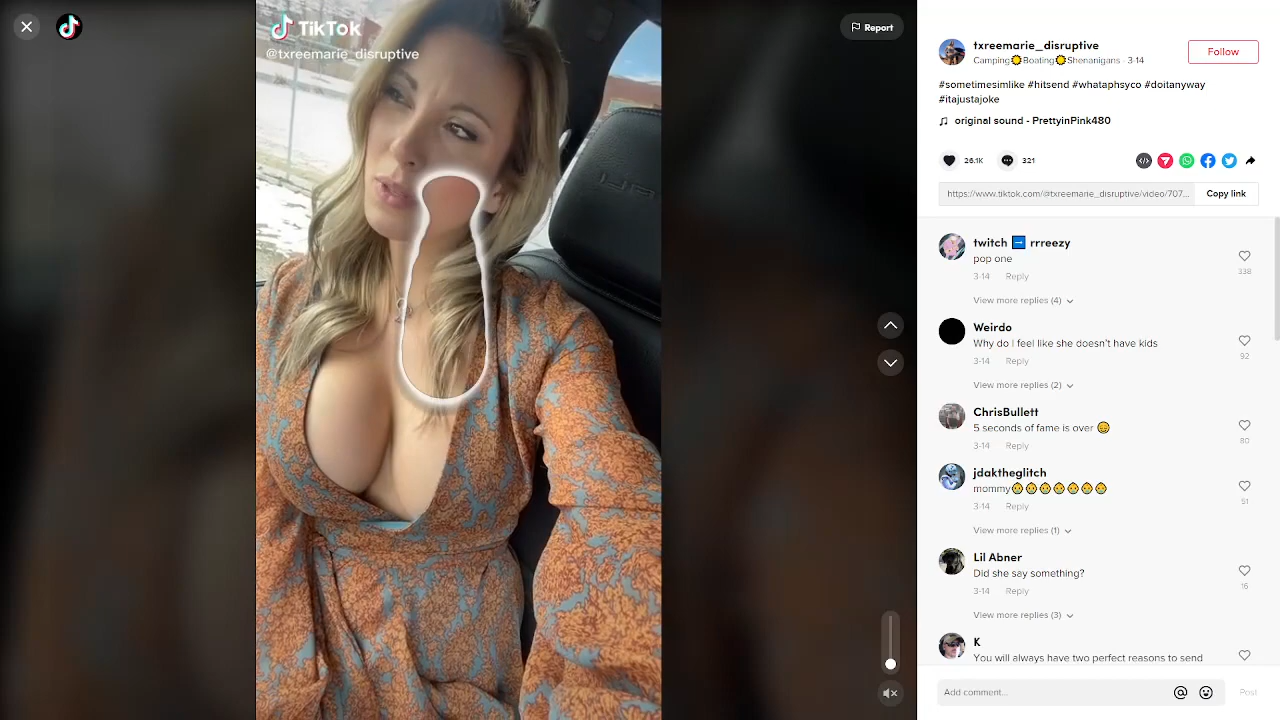 TikTok
@txreemarie_disruptive
Report
txreemarie_disruptive
Camping🌞Boating🌞Shenanigans · 3-14
Follow
#sometimesimlike #hitsend #whataphsyco #doitanyway
#itajustajoke
original sound - PrettyinPink480
26.1K
321
https://www.tiktok.com/@txreemarie_disruptive/video/707...
Copy link
twitch ➡️ rrreezy
pop one
3-14 Reply
338
View more replies (4)
Weirdo
Why do I feel like she doesn't have kids
3-14 Reply
92
View more replies (2)
ChrisBullett
5 seconds of fame is over
3-14 Reply
80
jdaktheglitch
mommy
3-14 Reply
51
View more replies (1)
Lil Abner
Did she say something?
3-14 Reply
16
View more replies (3)
K
You will always have two perfect reasons to send
Add comment...
@
Post